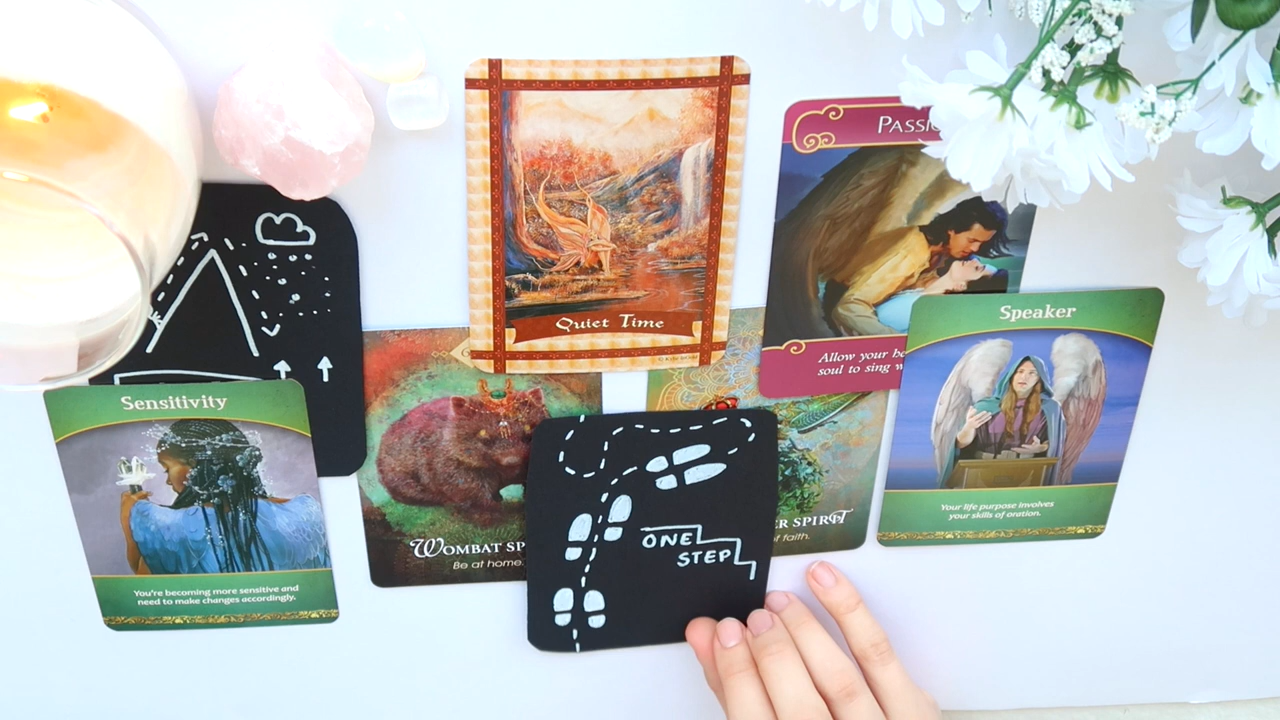 Quiet Time
PASSI
Allow your
soul to sing
Speaker
Your life purpose involves
your skills of oration.
Sensitivity
You're becoming more sensitive and
need to make changes accordingly.
WOMBAT SP
Be at home.
ONE
STEP
ER SPIRIT
of faith.